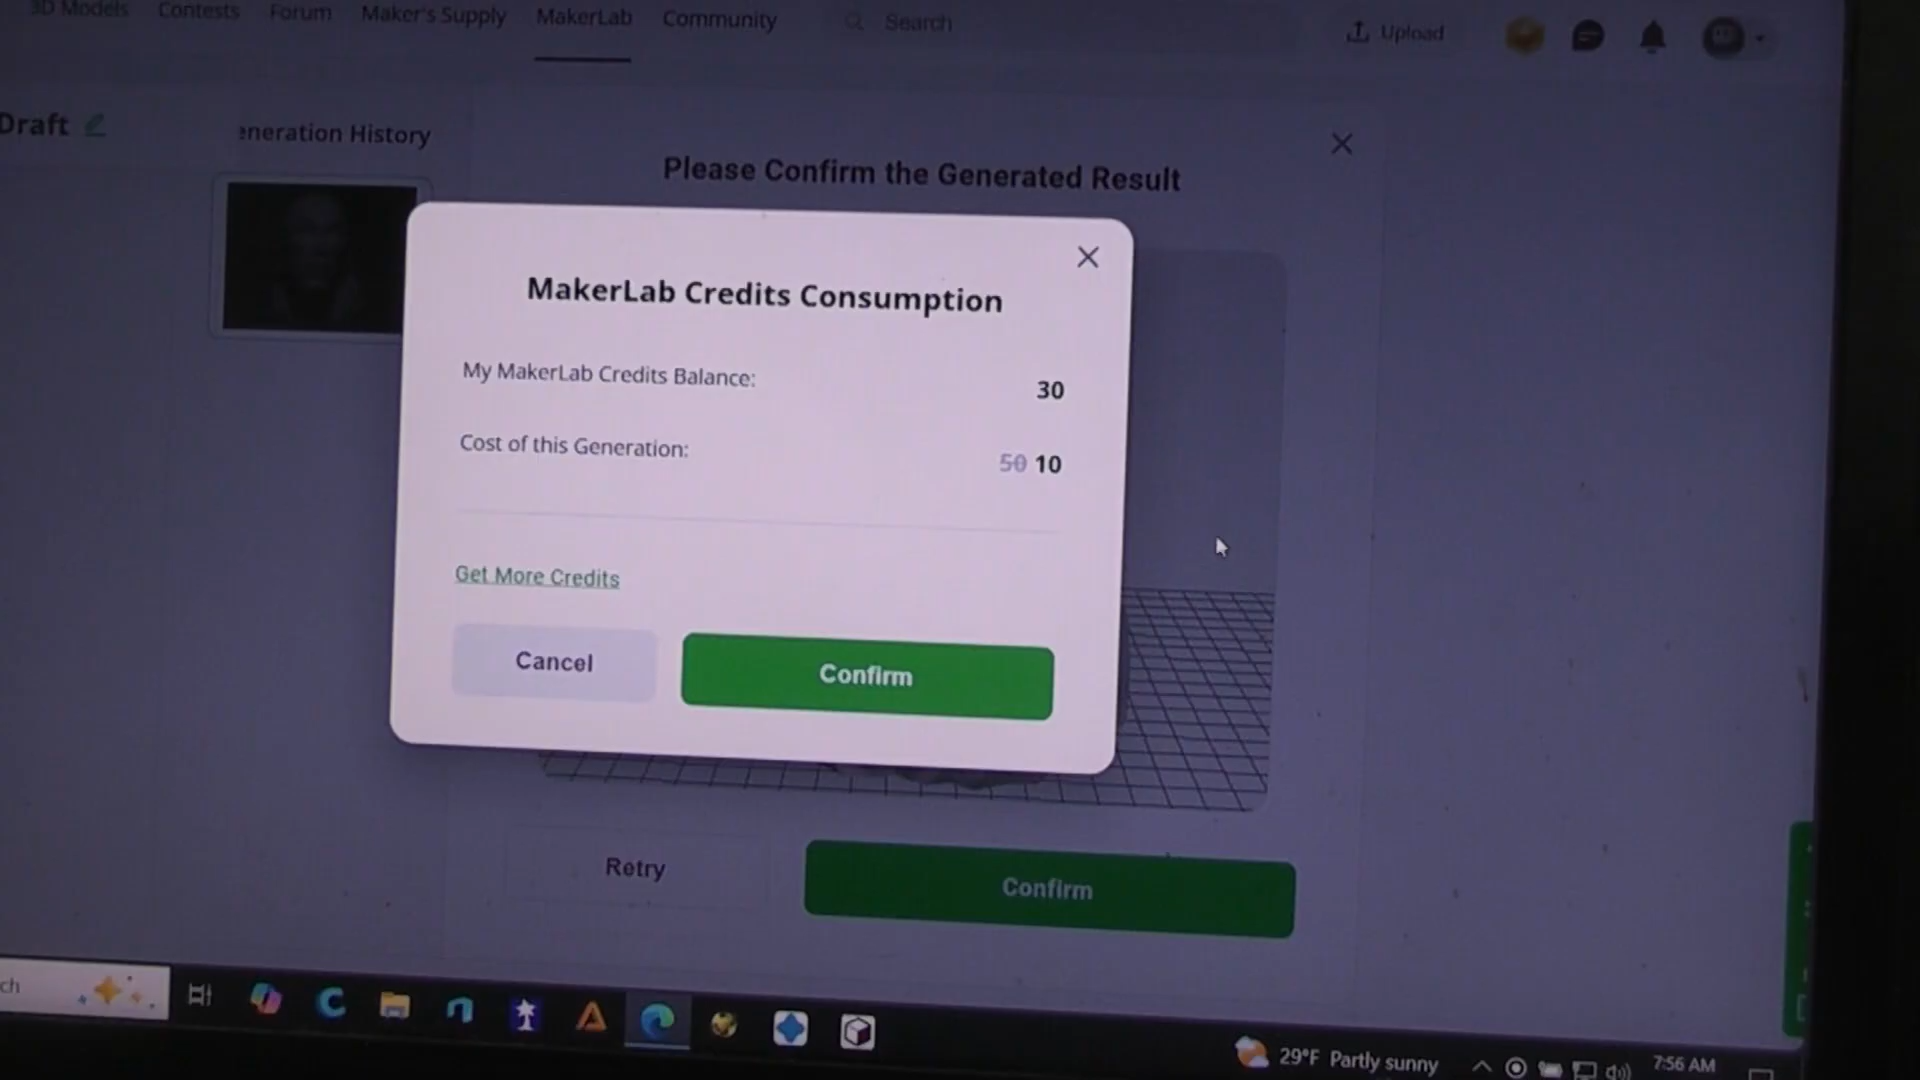 3D Models Contests Forum Maker's Supply MakerLab Community Search Upload
Draft
eneration History
Please Confirm the Generated Result
MakerLab Credits Consumption
My MakerLab Credits Balance: 30
Cost of this Generation: 50 10
Get More Credits
Cancel Confirm
Retry Confirm
ch
29°F Partly sunny 7:56 AM